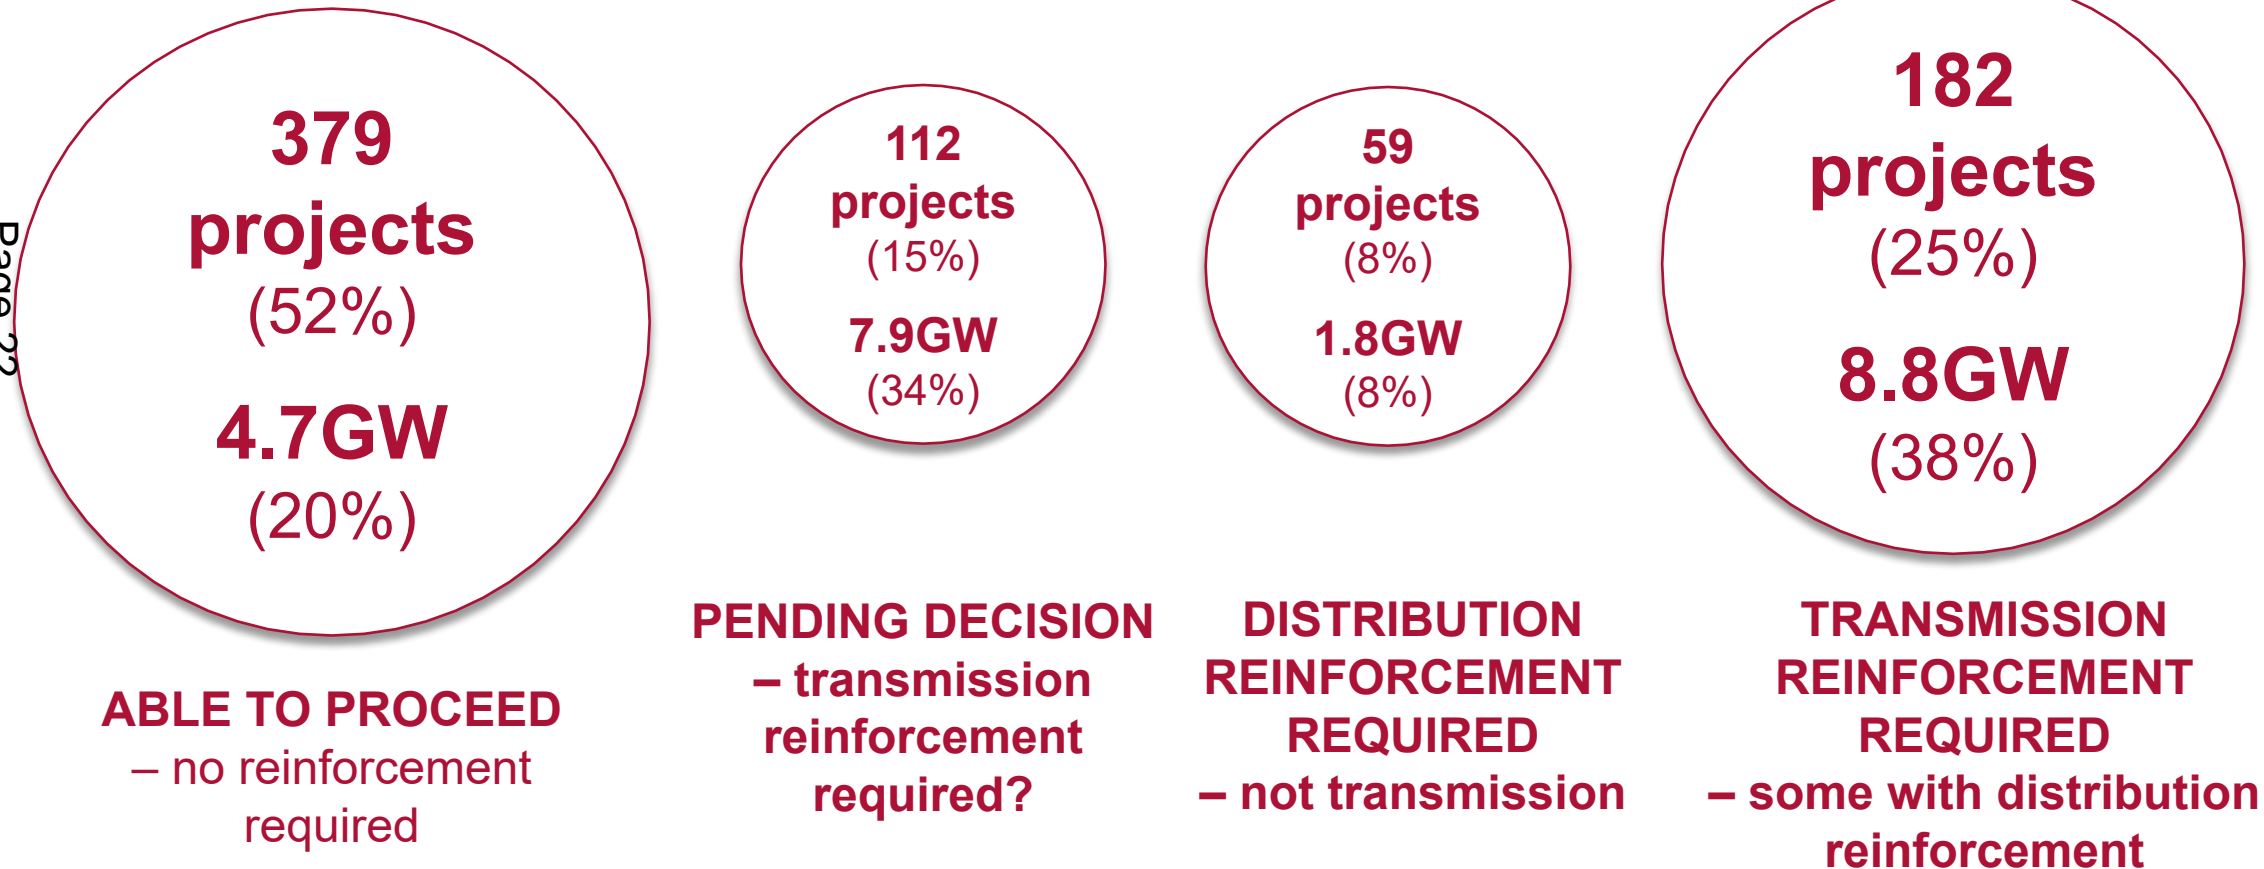 Page 22
379
projects
(52%)
4.7GW
(20%)
ABLE TO PROCEED
– no reinforcement
required
112
projects
(15%)
7.9GW
(34%)
PENDING DECISION
– transmission
reinforcement
required?
59
projects
(8%)
1.8GW
(8%)
DISTRIBUTION
REINFORCEMENT
REQUIRED
– not transmission
182
projects
(25%)
8.8GW
(38%)
TRANSMISSION
REINFORCEMENT
REQUIRED
– some with distribution
reinforcement